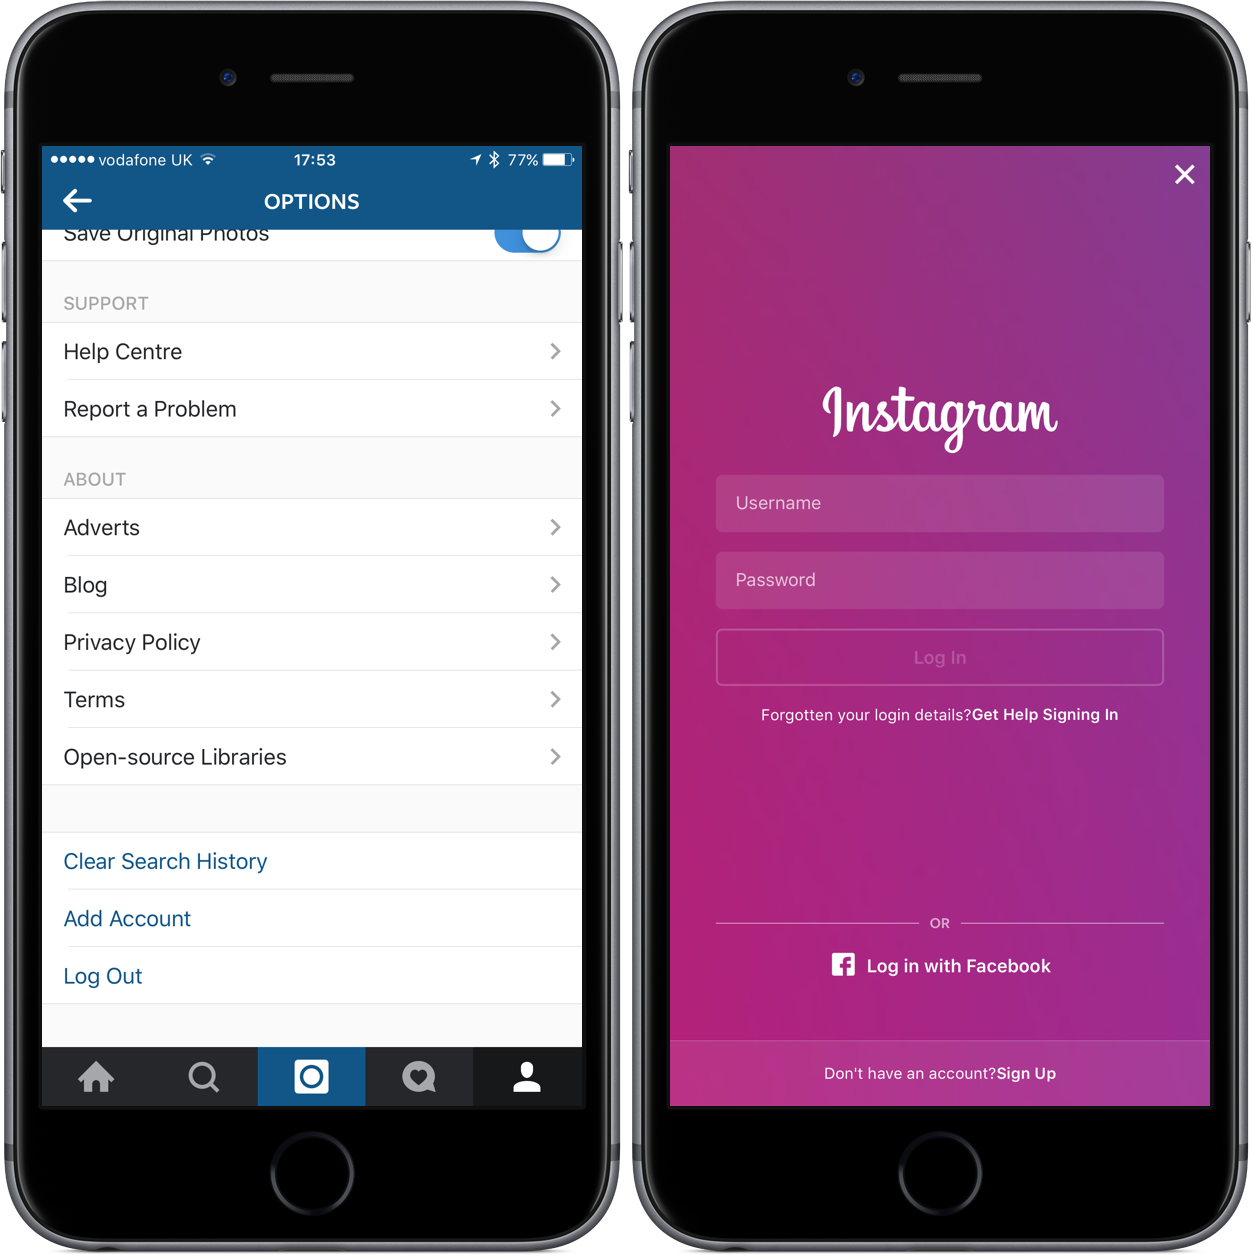 vodafone UK 17:53 77%
OPTIONS
Save Original Photos
SUPPORT
Help Centre
Report a Problem
ABOUT
Adverts
Blog
Privacy Policy
Terms
Open-source Libraries
Clear Search History
Add Account
Log Out
Instagram
Username
Password
Log In
Forgotten your login details?Get Help Signing In
OR
Log in with Facebook
Don't have an account?Sign Up